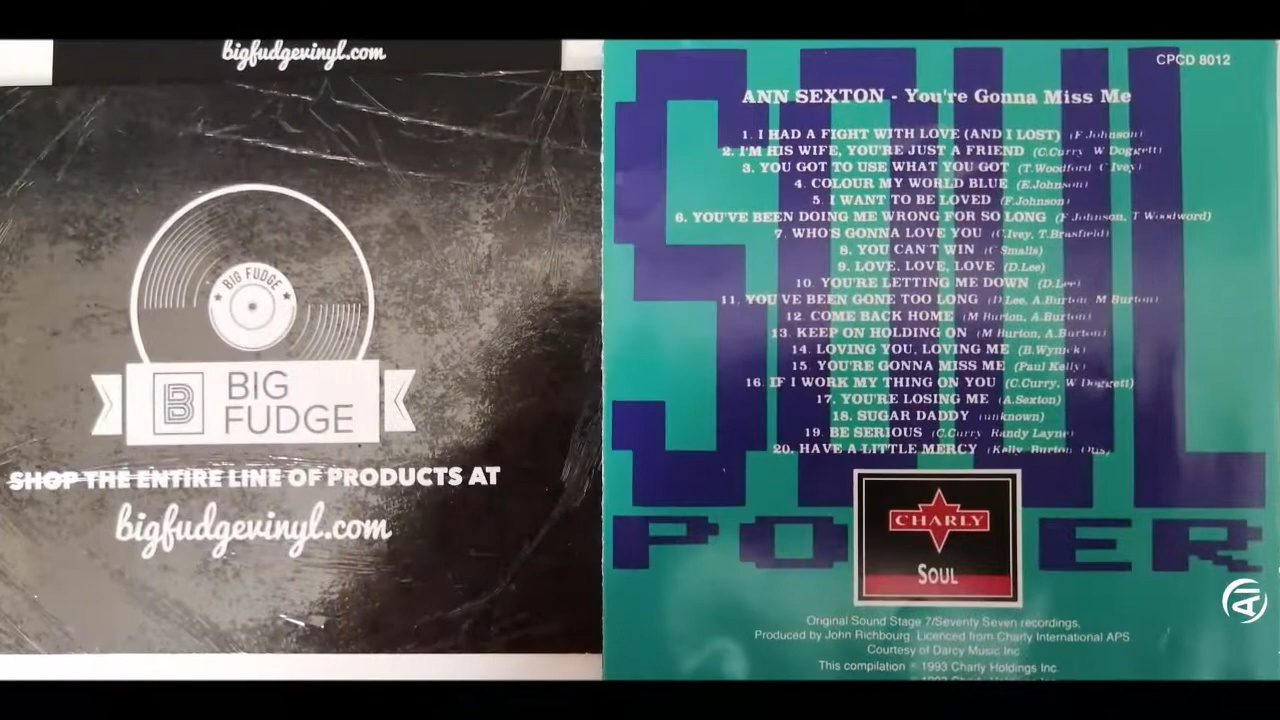 bigfudgevinyl.com
BIG FUDGE
B
BIG
FUDGE
SHOP THE ENTIRE LINE OF PRODUCTS AT
bigfudgevinyl.com
CPCD 8012
SOUL
ANN SEXTON - You're Gonna Miss Me
1. I HAD A FIGHT WITH LOVE (AND I LOST) (F.Johnson)
2. I'M HIS WIFE, YOU'RE JUST A FRIEND (C.Curry W Doggett)
3. YOU GOT TO USE WHAT YOU GOT (T.Woodford C.Ivey)
4. COLOUR MY WORLD BLUE (E.Johnson)
5. I WANT TO BE LOVED (F.Johnson)
6. YOU'VE BEEN DOING ME WRONG FOR SO LONG (F Johnson, T Woodword)
7. WHO'S GONNA LOVE YOU (C.Ivey, T.Brasfield)
8. YOU CAN'T WIN (C Smalls)
9. LOVE, LOVE, LOVE (D.Lee)
10. YOU'RE LETTING ME DOWN (D.Lee)
11. YOU'VE BEEN GONE TOO LONG (D.Lee, A.Burton, M Burton)
12. COME BACK HOME (M Burton, A.Burton)
13. KEEP ON HOLDING ON (M Burton, A.Burton)
14. LOVING YOU, LOVING ME (B.Wynick)
15. YOU'RE GONNA MISS ME (Paul Kelly)
16. IF I WORK MY THING ON YOU (C.Curry, W Doggett)
17. YOU'RE LOSING ME (A.Sexton)
18. SUGAR DADDY (unknown)
19. BE SERIOUS (C.Curry Randy Layne)
20. HAVE A LITTLE MERCY (Kelly, Burton, Otis)
POWER
CHARLY
SOUL
Original Sound Stage 7/Seventy Seven recordings,
Produced by John Richbourg. Licenced from Charly International APS
Courtesy of Darcy Music Inc
This compilation ℗ 1993 Charly Holdings Inc